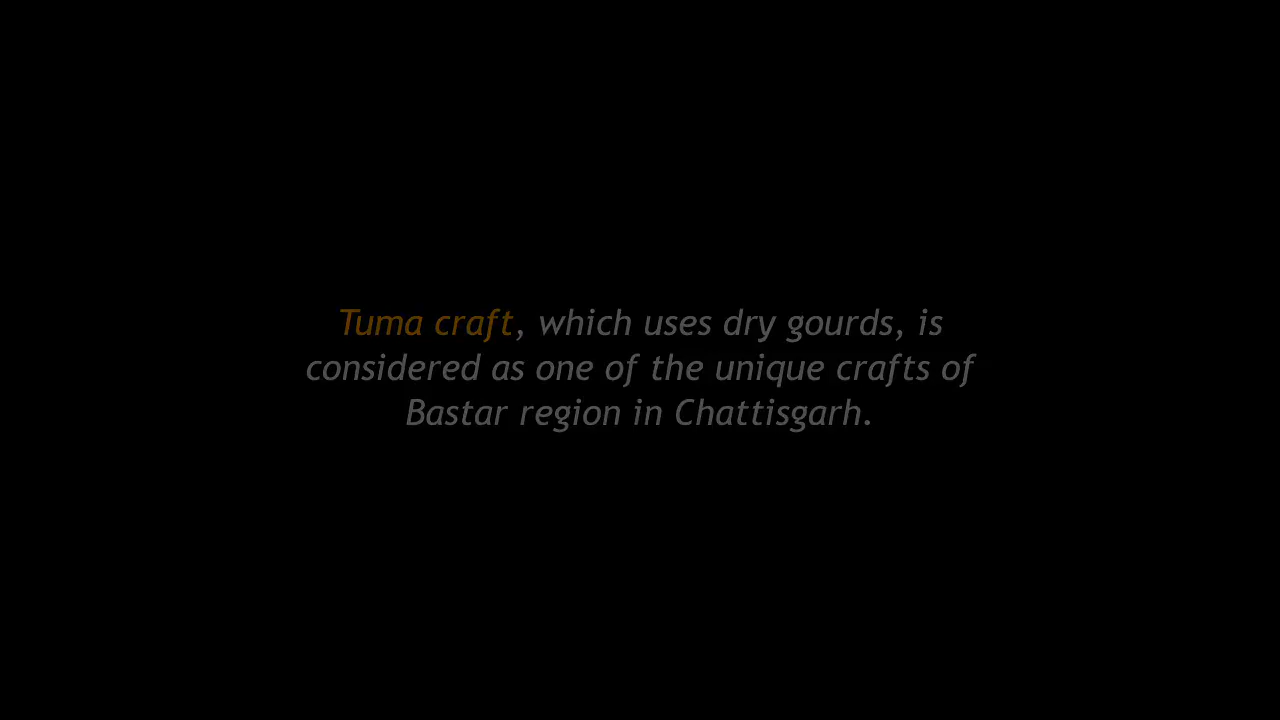 Tuma craft, which uses dry gourds, is
considered as one of the unique crafts of
Bastar region in Chattisgarh.